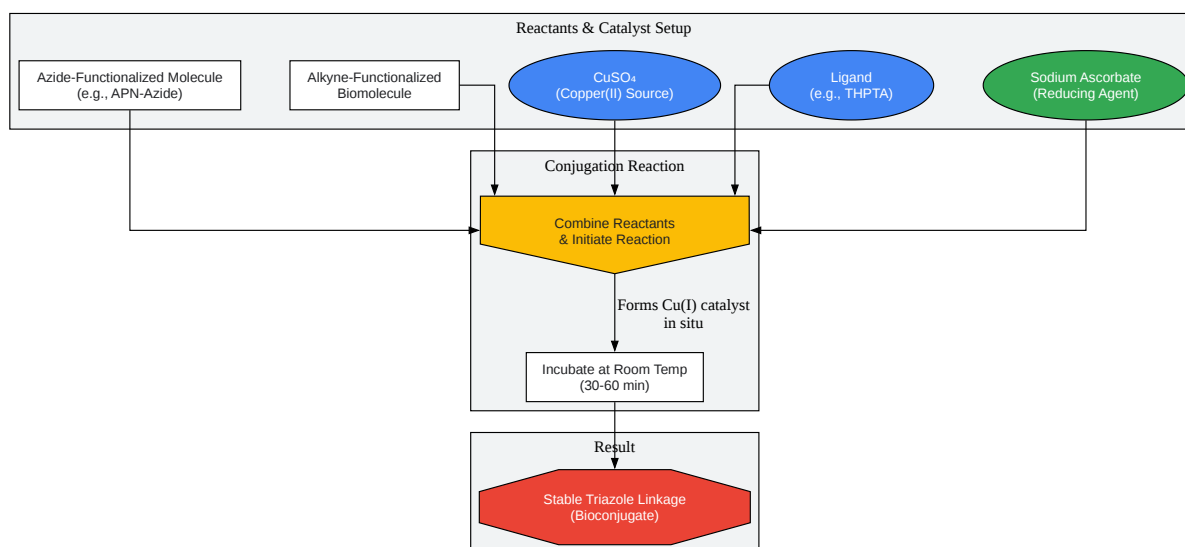 Reactants & Catalyst Setup
Azide-Functionalized Molecule
(e.g., APN-Azide)
Alkyne-Functionalized
Biomolecule
CuSO₄
(Copper(II) Source)
Ligand
(e.g., THPTA)
Sodium Ascorbate
(Reducing Agent)
Conjugation Reaction
Combine Reactants
& Initiate Reaction
Forms Cu(I) catalyst
in situ
Incubate at Room Temp
(30-60 min)
Result
Stable Triazole Linkage
(Bioconjugate)